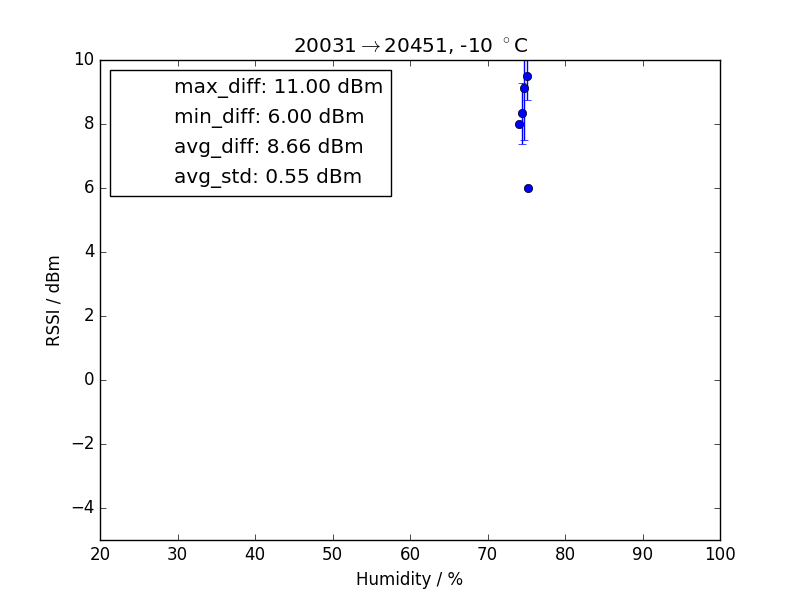 20031→20451, -10 °C
max_diff: 11.00 dBm
min_diff: 6.00 dBm
avg_diff: 8.66 dBm
avg_std: 0.55 dBm
RSSI / dBm
10
8
6
4
2
0
−2
−4
20 30 40 50 60 70 80 90 100
Humidity / %